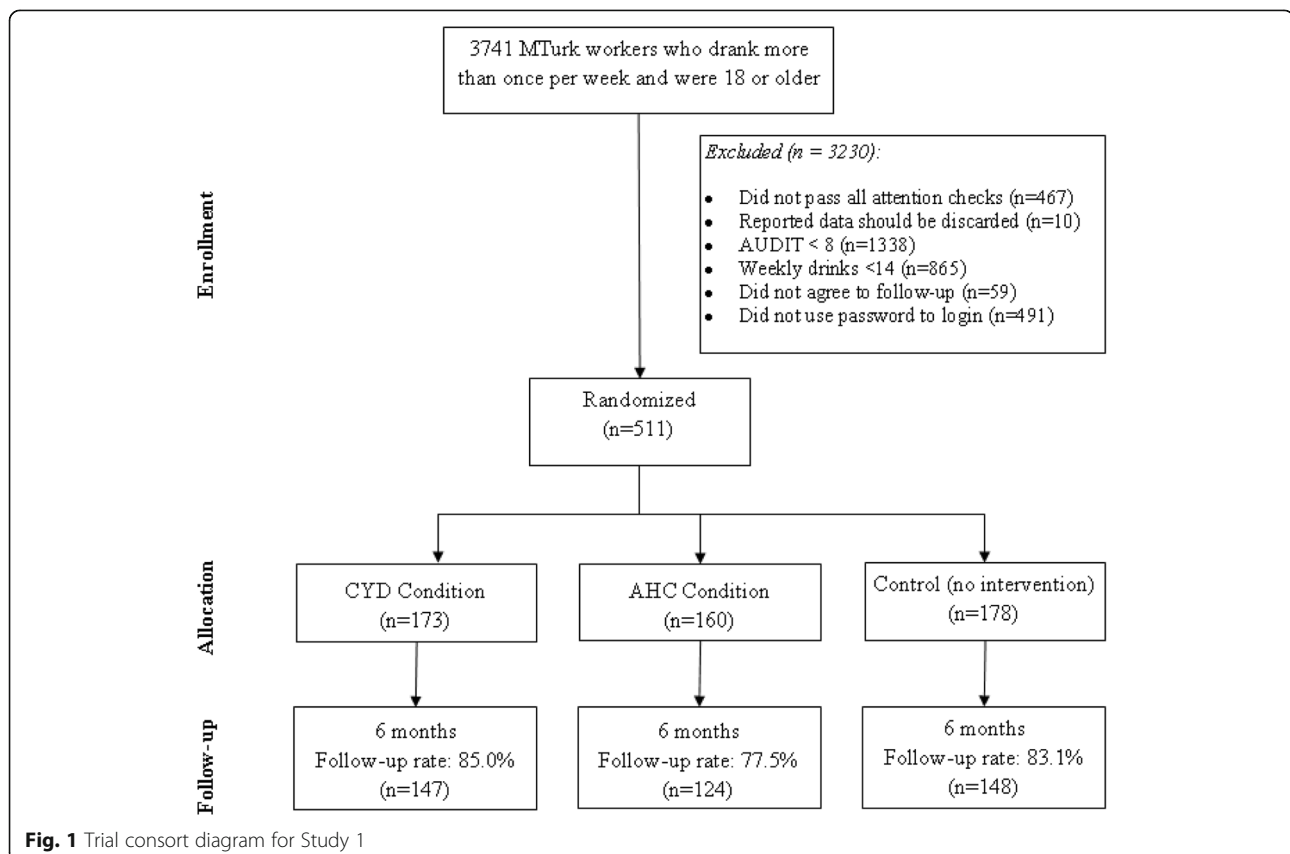 3741 MTurk workers who drank more
than once per week and were 18 or older
Enrollment
Excluded (n = 3230):
• Did not pass all attention checks (n=467)
• Reported data should be discarded (n=10)
• AUDIT < 8 (n=1338)
• Weekly drinks <14 (n=865)
• Did not agree to follow-up (n=59)
• Did not use password to login (n=491)
Randomized
(n=511)
Allocation
CYD Condition
(n=173)
AHC Condition
(n=160)
Control (no intervention)
(n=178)
Follow-up
6 months
Follow-up rate: 85.0%
(n=147)
6 months
Follow-up rate: 77.5%
(n=124)
6 months
Follow-up rate: 83.1%
(n=148)
Fig. 1 Trial consort diagram for Study 1